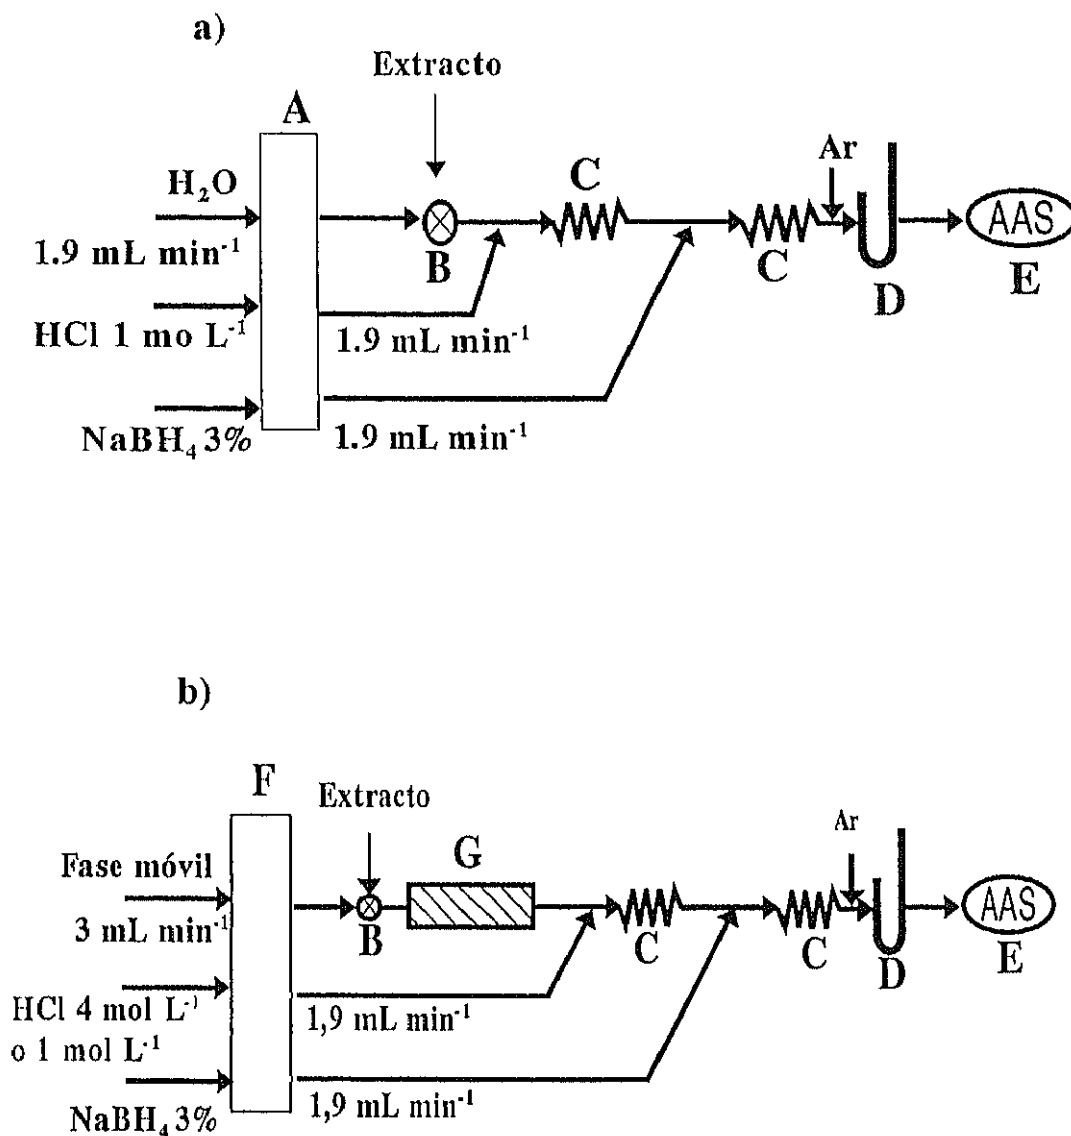 a)
Extracto
A
H₂O
1.9 mL min⁻¹
HCl 1 mo L⁻¹
NaBH₄ 3%
B
C
1.9 mL min⁻¹
1.9 mL min⁻¹
C
Ar
D
AAS
E
b)
F
Extracto
Fase móvil
3 mL min⁻¹
HCl 4 mol L⁻¹
o 1 mol L⁻¹
NaBH₄ 3%
B
G
C
1,9 mL min⁻¹
1,9 mL min⁻¹
C
Ar
D
AAS
E